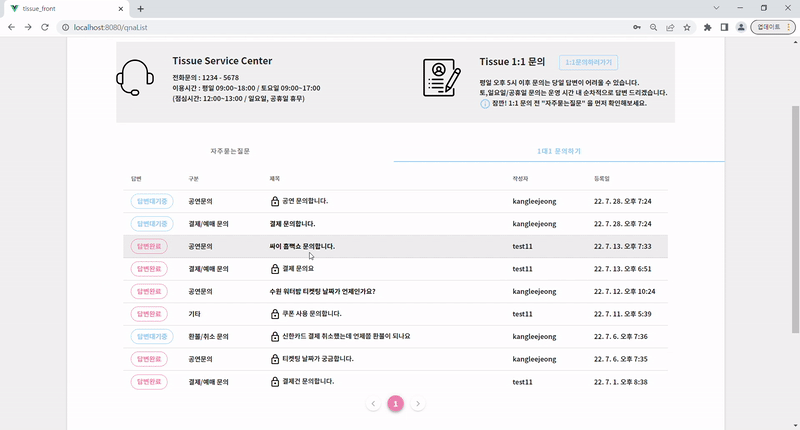 tissue_front
localhost:8080/qnaList
업데이트
Tissue Service Center
전화문의 : 1234 - 5678
이용시간 : 평일 09:00~18:00 / 토요일 09:00~17:00
(점심시간: 12:00~13:00 / 일요일, 공휴일 휴무)
Tissue 1:1 문의
1:1문의하러가기
평일 오후 5시 이후 문의는 당일 답변이 어려울 수 있습니다.
토,일요일/공휴일 문의는 운영 시간 내 순차적으로 답변 드리겠습니다.
잠깐! 1:1 문의 전 "자주묻는질문" 을 먼저 확인해보세요.
자주묻는질문 1대1 문의하기
답변 구분 제목 작성자 등록일
답변대기중 공연문의 공연 문의합니다. kangleejeong 22. 7. 28. 오후 7:24
답변대기중 결제/예매 문의 결제 문의합니다. kangleejeong 22. 7. 28. 오후 7:24
답변완료 공연문의 싸이 흠뻑쇼 문의합니다. test11 22. 7. 13. 오후 7:33
답변완료 결제/예매 문의 결제 문의요 test11 22. 7. 13. 오후 6:51
답변완료 공연문의 수원 워터밤 티켓팅 날짜가 언제인가요? kangleejeong 22. 7. 12. 오후 10:24
답변완료 기타 쿠폰 사용 문의합니다. test11 22. 7. 11. 오후 5:39
답변대기중 환불/취소 문의 신한카드 결제 취소했는데 언제쯤 환불이 되나요 kangleejeong 22. 7. 6. 오후 7:36
답변완료 공연문의 티켓팅 날짜가 궁금합니다. kangleejeong 22. 7. 6. 오후 7:35
답변완료 결제/예매 문의 결제건 문의합니다. test11 22. 7. 1. 오후 8:38
1